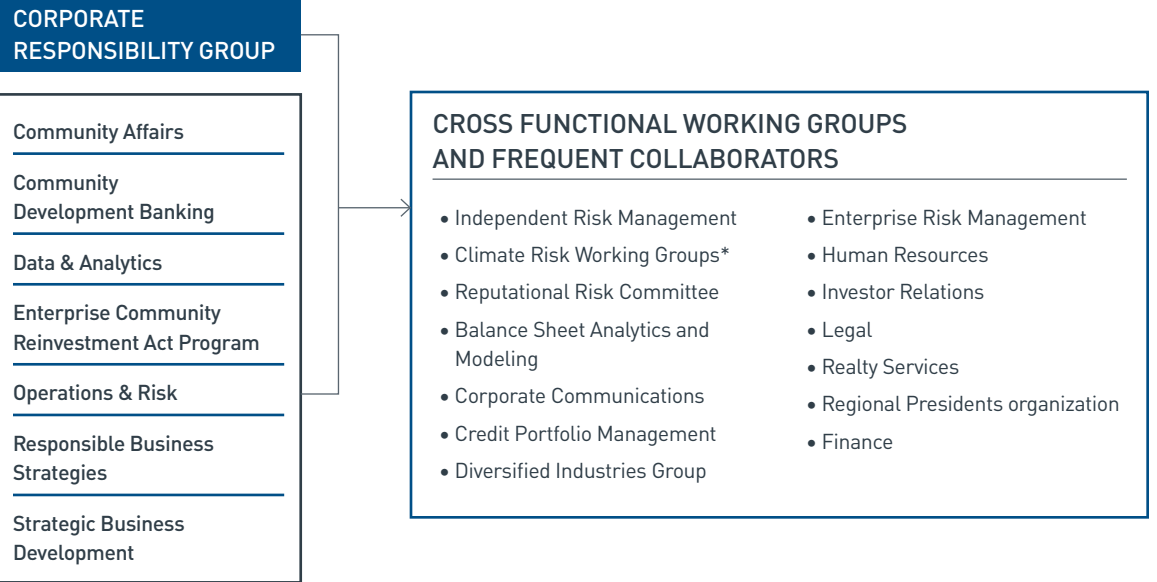 CORPORATE
RESPONSIBILITY GROUP
Community Affairs
Community
Development Banking
Data & Analytics
Enterprise Community
Reinvestment Act Program
Operations & Risk
Responsible Business
Strategies
Strategic Business
Development
CROSS FUNCTIONAL WORKING GROUPS
AND FREQUENT COLLABORATORS
• Independent Risk Management
• Climate Risk Working Groups*
• Reputational Risk Committee
• Balance Sheet Analytics and
Modeling
• Corporate Communications
• Credit Portfolio Management
• Diversified Industries Group
• Enterprise Risk Management
• Human Resources
• Investor Relations
• Legal
• Realty Services
• Regional Presidents organization
• Finance